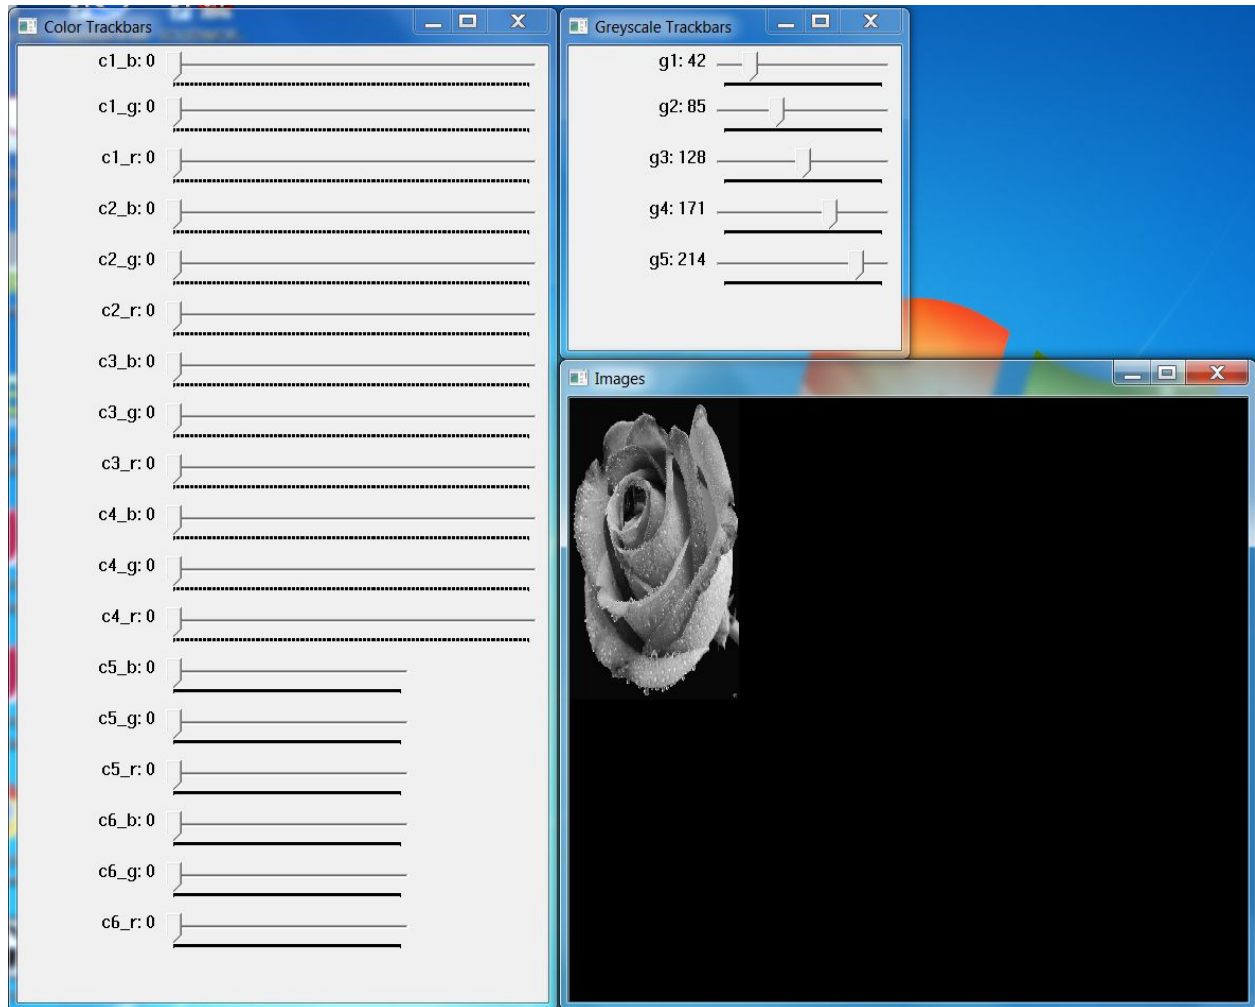 Color Trackbars
c1_b: 0
c1_g: 0
c1_r: 0
c2_b: 0
c2_g: 0
c2_r: 0
c3_b: 0
c3_g: 0
c3_r: 0
c4_b: 0
c4_g: 0
c4_r: 0
c5_b: 0
c5_g: 0
c5_r: 0
c6_b: 0
c6_g: 0
c6_r: 0
Greyscale Trackbars
g1: 42
g2: 85
g3: 128
g4: 171
g5: 214
Images